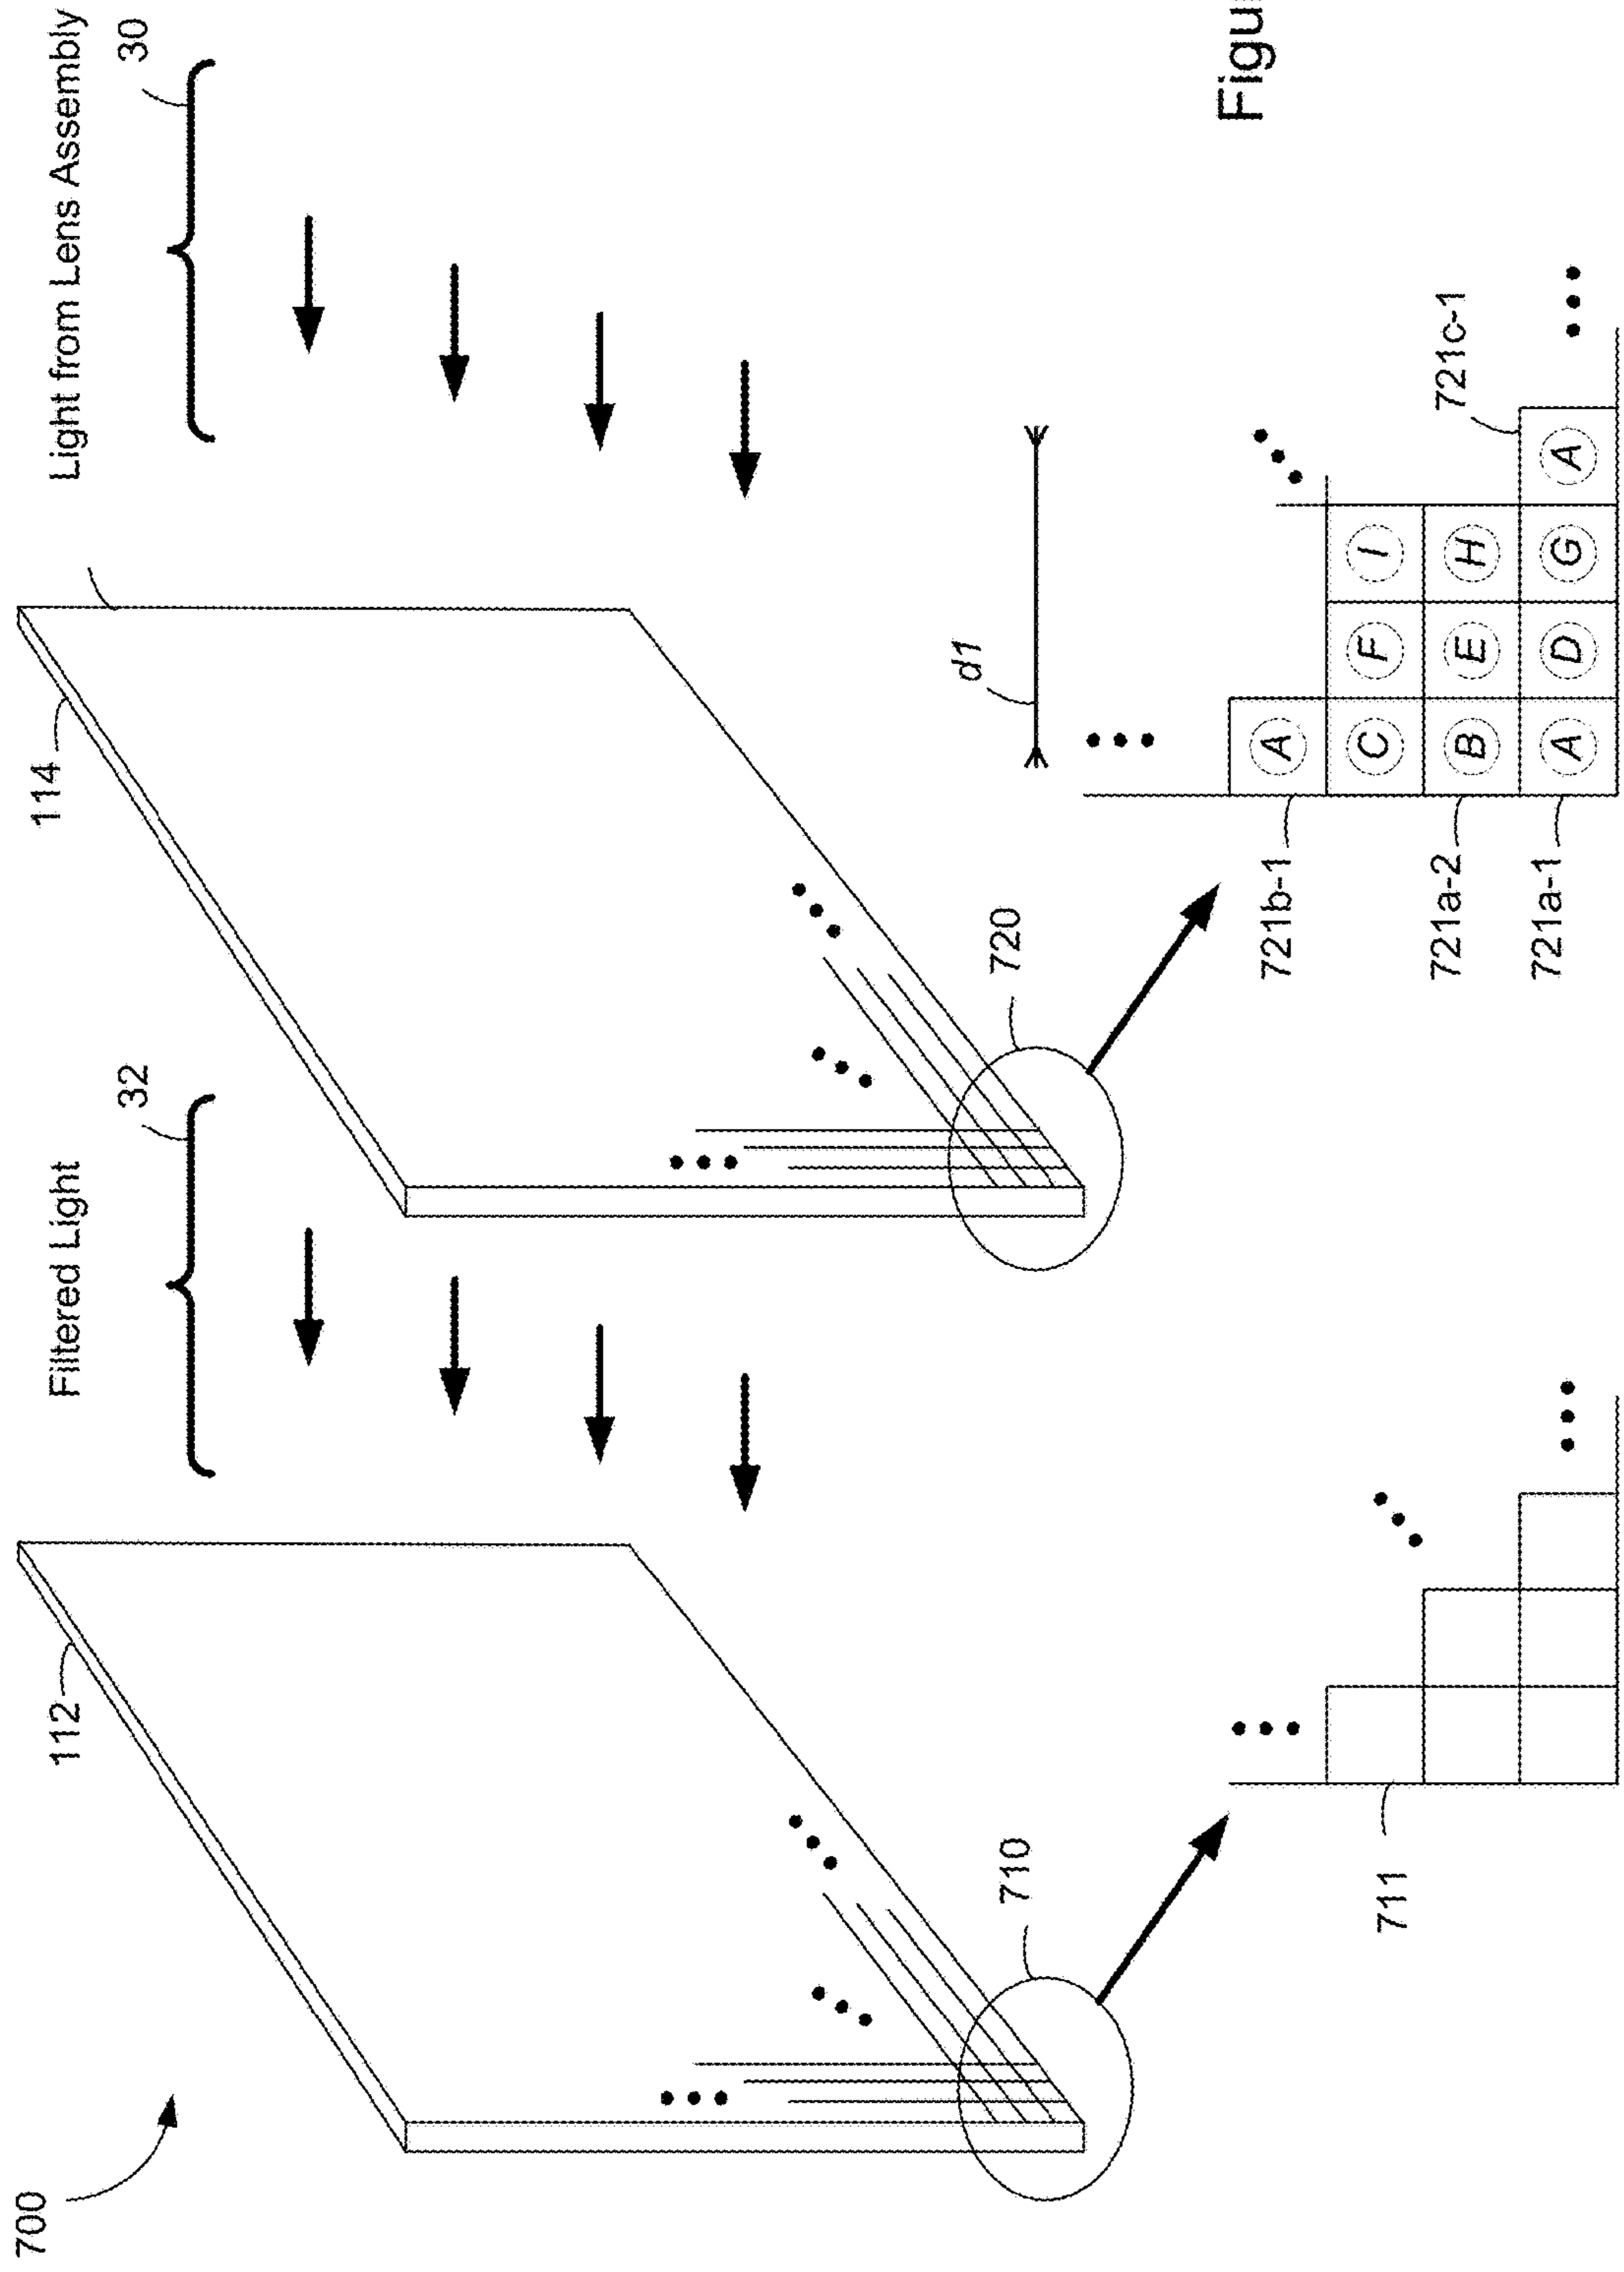 700
Filtered Light
Light from Lens Assembly
32
30
112
114
710
720
d1
711
721b-1
721a-2
721a-1
721c-1
A
C F I
B E H
A D G A
Figu